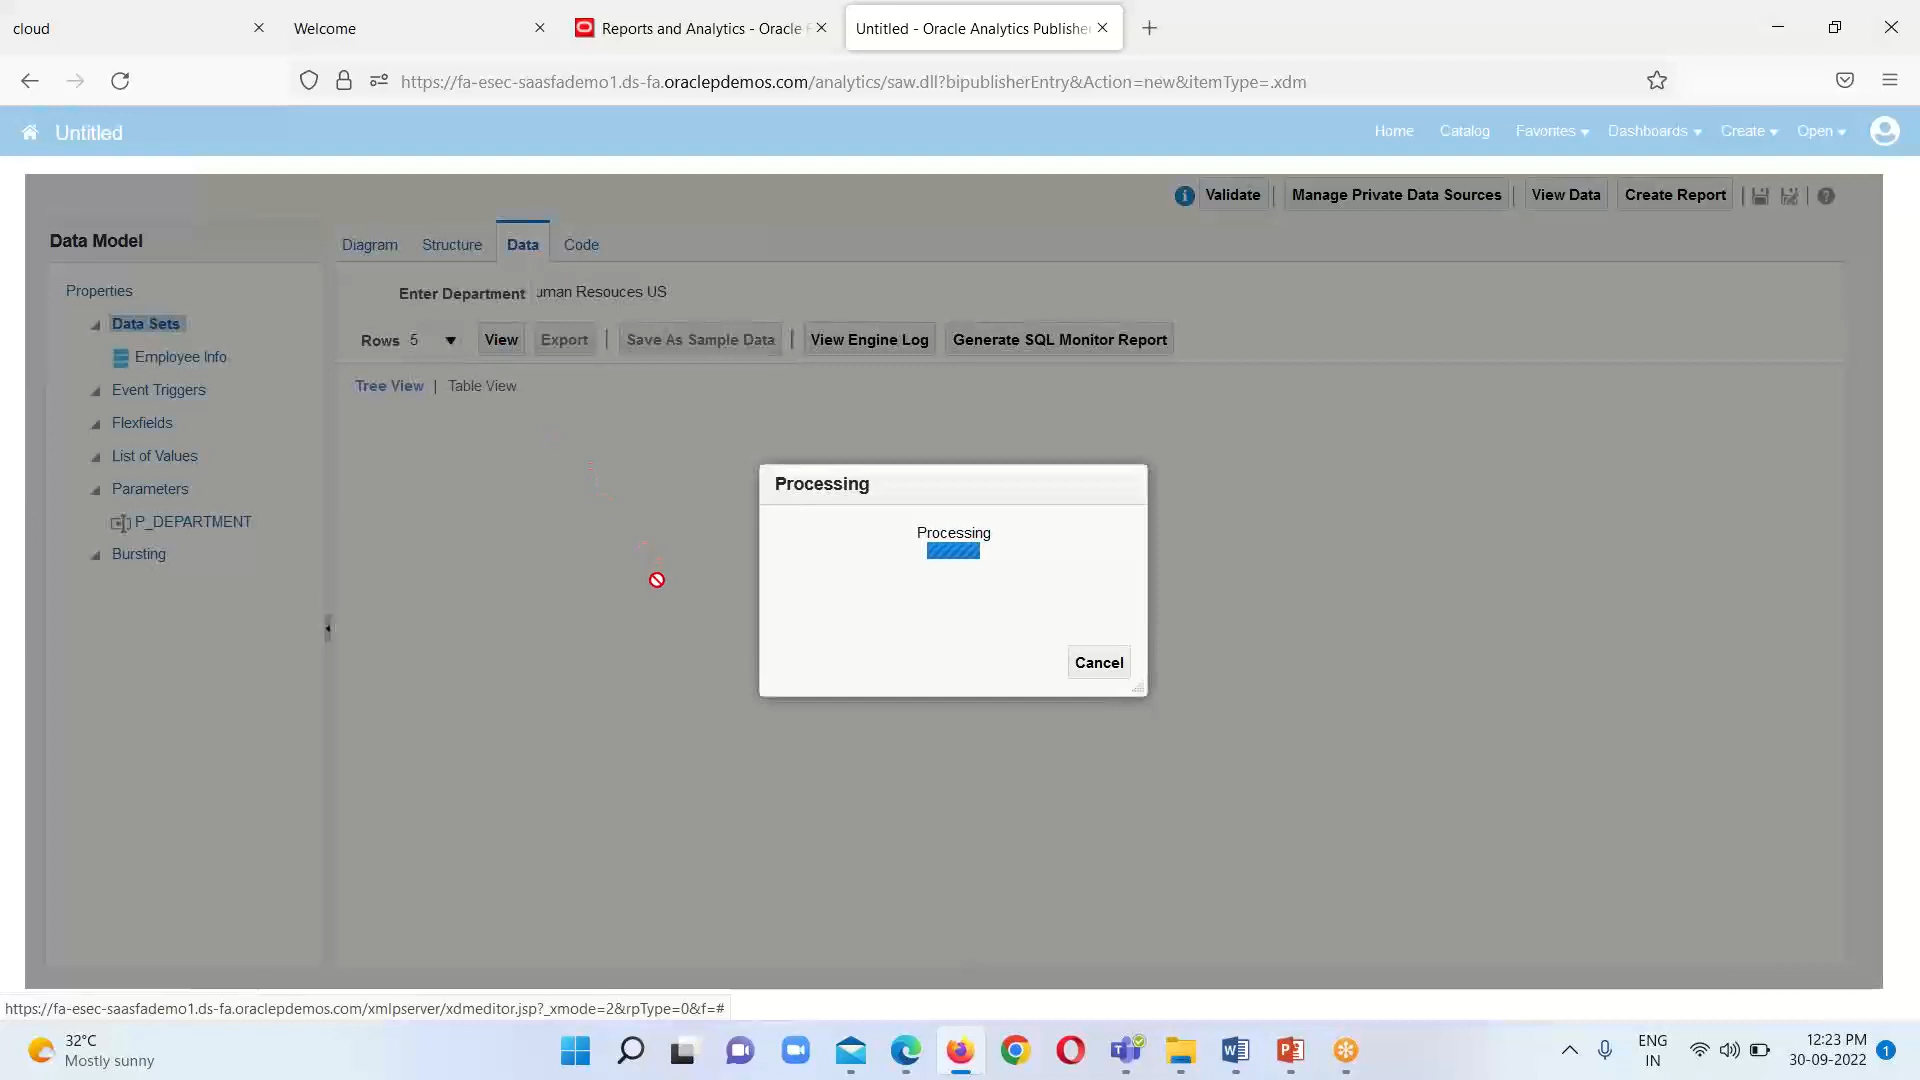 cloud
Welcome
Reports and Analytics - Oracle F
Untitled - Oracle Analytics Publishe
https://fa-esec-saasfademo1.ds-fa.oraclepdemos.com/analytics/saw.dll?bipublisherEntry&Action=new&itemType=.xdm
Untitled
Home
Catalog
Favorites
Dashboards
Create
Open
Validate
Manage Private Data Sources
View Data
Create Report
Data Model
Diagram
Structure
Data
Code
Properties
Enter Department
uman Resouces US
Data Sets
Rows 5
View
Export
Save As Sample Data
View Engine Log
Generate SQL Monitor Report
Employee Info
Tree View | Table View
Event Triggers
Flexfields
List of Values
Parameters
P_DEPARTMENT
Bursting
Processing
Processing
Cancel
https://fa-esec-saasfademo1.ds-fa.oraclepdemos.com/xmlpserver/xdmeditor.jsp?_xmode=2&rpType=0&f=#
32°C
Mostly sunny
ENG
IN
12:23 PM
30-09-2022
1